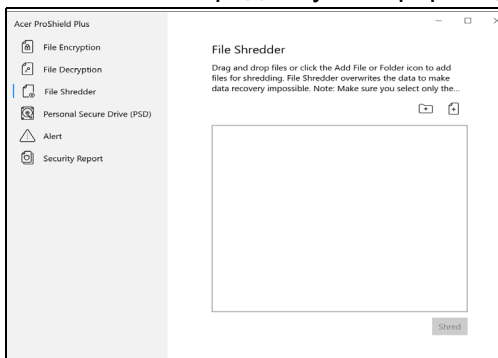 Acer ProShield Plus
File Encryption
File Decryption
File Shredder
Personal Secure Drive (PSD)
Alert
Security Report
File Shredder
Drag and drop files or click the Add File or Folder icon to add
files for shredding. File Shredder overwrites the data to make
data recovery impossible. Note: Make sure you select only the...
Shred